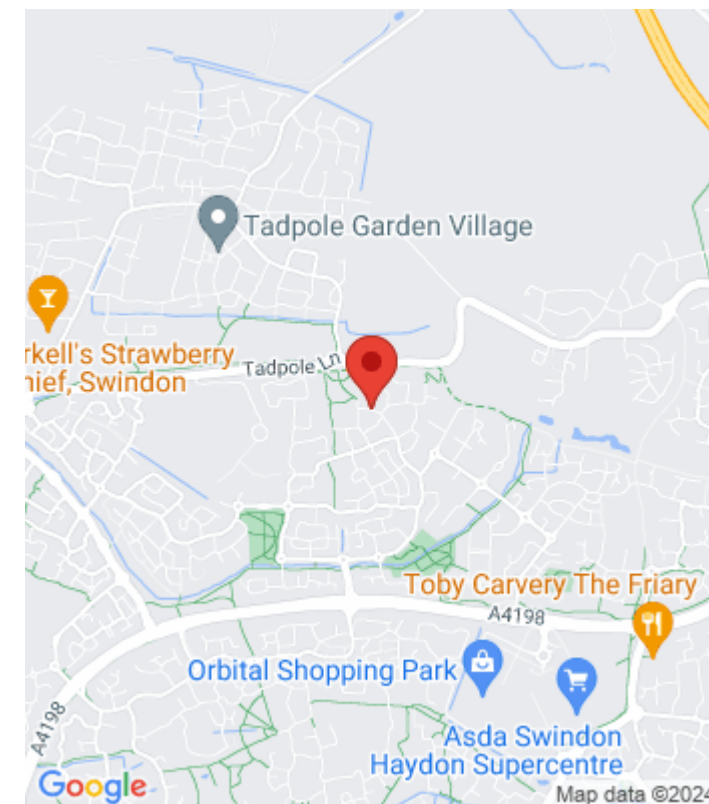 Tadpole Garden Village
rkell's Strawberry
hief, Swindon
Tadpole Ln
Toby Carvery The Friary
A4198
Orbital Shopping Park
A4198
Asda Swindon
Haydon Supercentre
Google
Map data ©2024